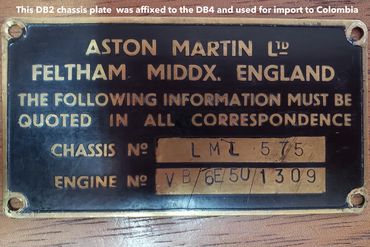 This DB2 chassis plate was affixed to the DB4 and used for import to Colombia
ASTON MARTIN LTD
FELTHAM MIDDX. ENGLAND
THE FOLLOWING INFORMATION MUST BE
QUOTED IN ALL CORRESPONDENCE
CHASSIS No LML 575
ENGINE No VB/6E50/1309